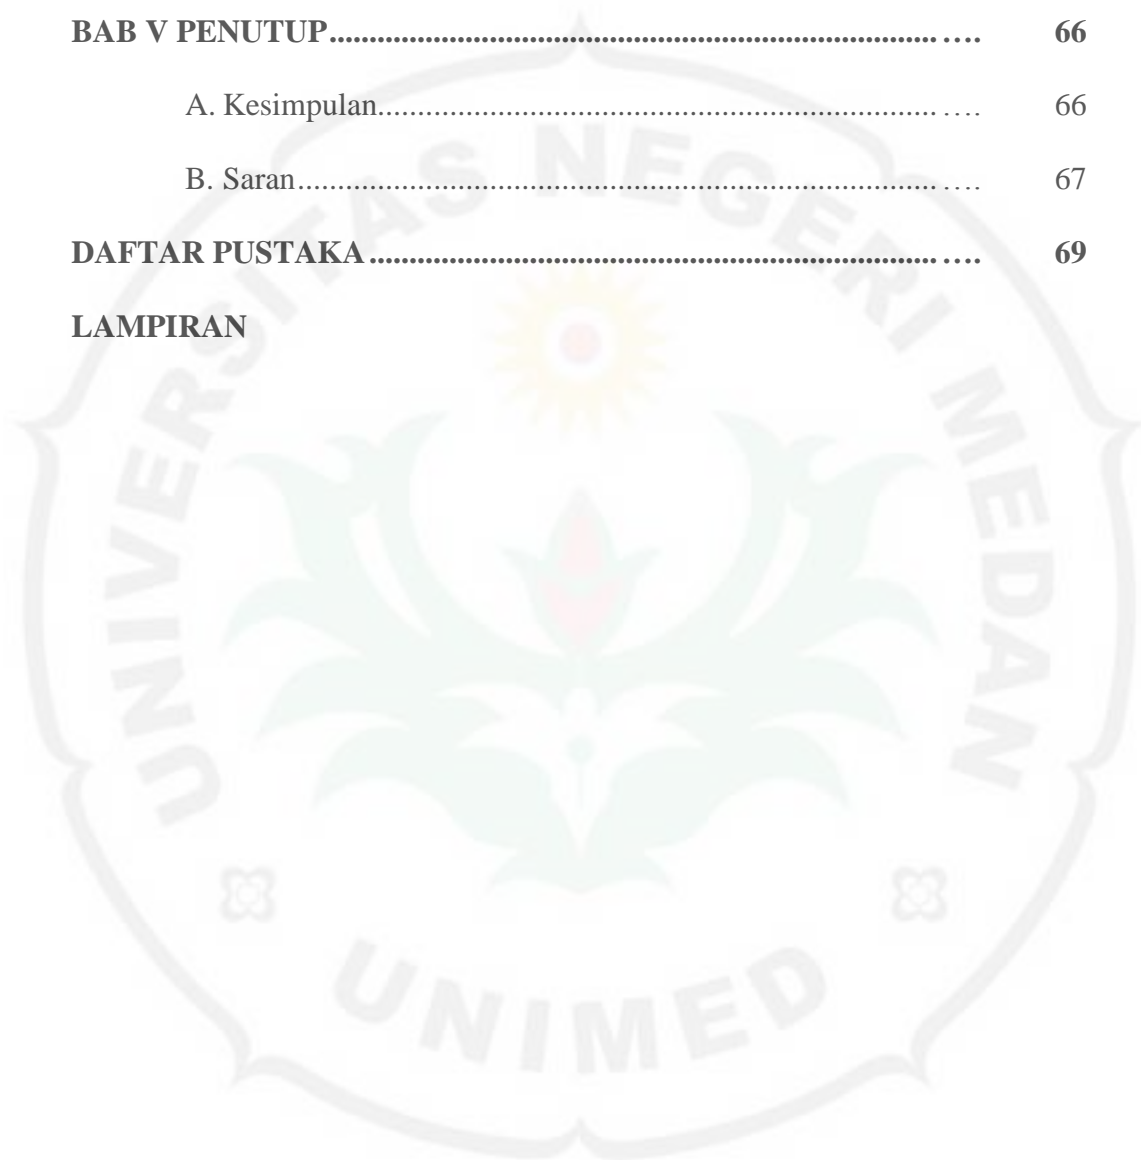 BAB V PENUTUP.................................................................................. 66
A. Kesimpulan.......................................................................... 66
B. Saran..................................................................................... 67
DAFTAR PUSTAKA............................................................................. 69
LAMPIRAN
UNIVERSITAS NEGERI MEDAN
UNIMED